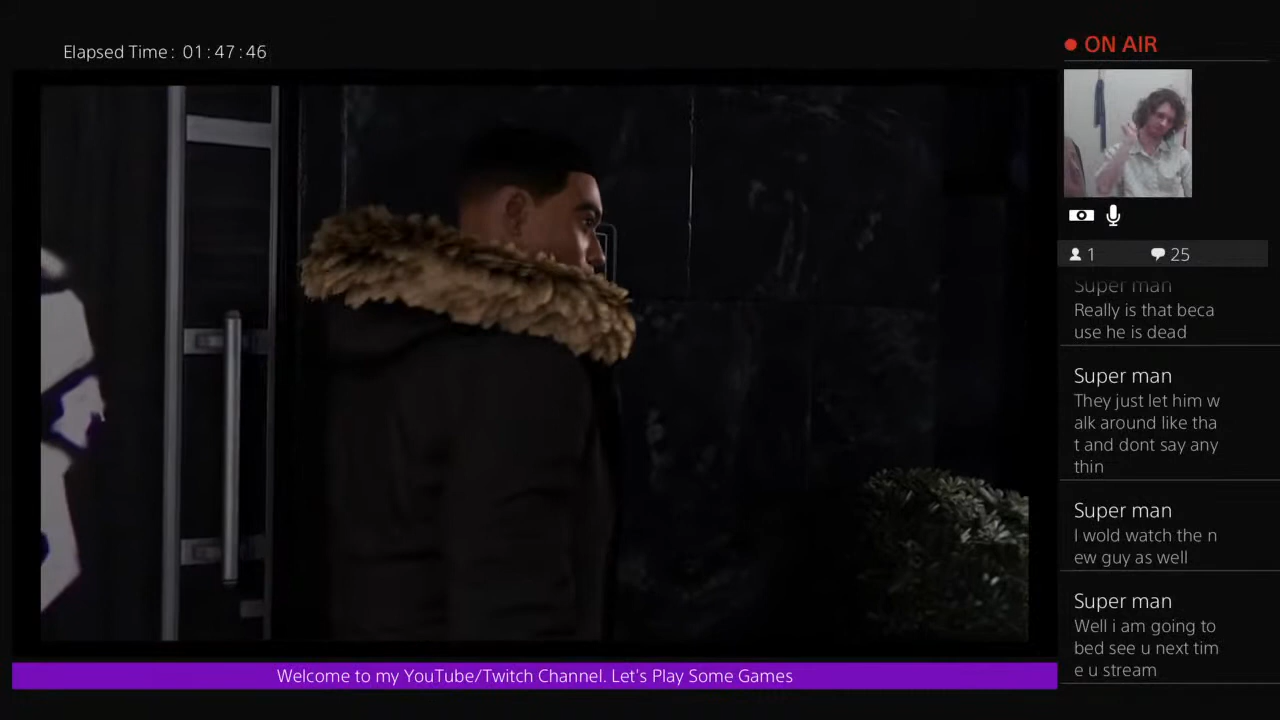 Elapsed Time: 01:47:46
ON AIR
1
25
Super man
Really is that beca
use he is dead
Super man
They just let him w
alk around like tha
t and dont say any
thin
Super man
I wold watch the n
ew guy as well
Super man
Well i am going to
bed see u next tim
e u stream
Welcome to my YouTube/Twitch Channel. Let's Play Some Games